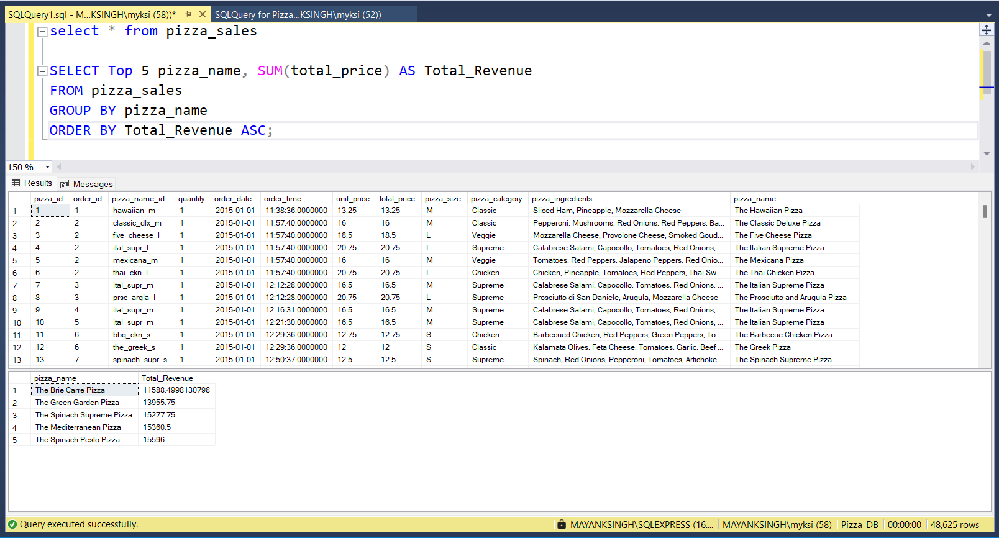 SQLQuery1.sql - M...KSINGH\myksi (58))* SQLQuery for Pizza...KSINGH\myksi (52))
select * from pizza_sales
SELECT Top 5 pizza_name, SUM(total_price) AS Total_Revenue
FROM pizza_sales
GROUP BY pizza_name
ORDER BY Total_Revenue ASC;
150 %
Results Messages
pizza_id order_id pizza_name_id quantity order_date order_time unit_price total_price pizza_size pizza_category pizza_ingredients pizza_name
1 1 1 hawaiian_m 1 2015-01-01 11:38:36.0000000 13.25 13.25 M Classic Sliced Ham, Pineapple, Mozzarella Cheese The Hawaiian Pizza
2 2 2 classic_dlx_m 1 2015-01-01 11:57:40.0000000 16 16 M Classic Pepperoni, Mushrooms, Red Onions, Red Peppers, Ba... The Classic Deluxe Pizza
3 3 2 five_cheese_l 1 2015-01-01 11:57:40.0000000 18.5 18.5 L Veggie Mozzarella Cheese, Provolone Cheese, Smoked Goud... The Five Cheese Pizza
4 4 2 ital_supr_l 1 2015-01-01 11:57:40.0000000 20.75 20.75 L Supreme Calabrese Salami, Capocollo, Tomatoes, Red Onions, ... The Italian Supreme Pizza
5 5 2 mexicana_m 1 2015-01-01 11:57:40.0000000 16 16 M Veggie Tomatoes, Red Peppers, Jalapeno Peppers, Red Onio... The Mexicana Pizza
6 6 2 thai_ckn_l 1 2015-01-01 11:57:40.0000000 20.75 20.75 L Chicken Chicken, Pineapple, Tomatoes, Red Peppers, Thai Sw... The Thai Chicken Pizza
7 7 3 ital_supr_m 1 2015-01-01 12:12:28.0000000 16.5 16.5 M Supreme Calabrese Salami, Capocollo, Tomatoes, Red Onions, ... The Italian Supreme Pizza
8 8 3 prsc_argla_l 1 2015-01-01 12:12:28.0000000 20.75 20.75 L Supreme Prosciutto di San Daniele, Arugula, Mozzarella Cheese The Prosciutto and Arugula Pizza
9 9 4 ital_supr_m 1 2015-01-01 12:16:31.0000000 16.5 16.5 M Supreme Calabrese Salami, Capocollo, Tomatoes, Red Onions, ... The Italian Supreme Pizza
10 10 5 ital_supr_m 1 2015-01-01 12:21:30.0000000 16.5 16.5 M Supreme Calabrese Salami, Capocollo, Tomatoes, Red Onions, ... The Italian Supreme Pizza
11 11 6 bbq_ckn_s 1 2015-01-01 12:29:36.0000000 12.75 12.75 S Chicken Barbecued Chicken, Red Peppers, Green Peppers, To... The Barbecue Chicken Pizza
12 12 6 the_greek_s 1 2015-01-01 12:29:36.0000000 12 12 S Classic Kalamata Olives, Feta Cheese, Tomatoes, Garlic, Beef ... The Greek Pizza
13 13 7 spinach_supr_s 1 2015-01-01 12:50:37.0000000 12.5 12.5 S Supreme Spinach, Red Onions, Pepperoni, Tomatoes, Artichoke... The Spinach Supreme Pizza
pizza_name Total_Revenue
1 The Brie Carre Pizza 11588.4998130798
2 The Green Garden Pizza 13955.75
3 The Spinach Supreme Pizza 15277.75
4 The Mediterranean Pizza 15360.5
5 The Spinach Pesto Pizza 15596
Query executed successfully. MAYANKSINGH\SQLEXPRESS (16.... MAYANKSINGH\myksi (58) Pizza_DB 00:00:00 48,625 rows